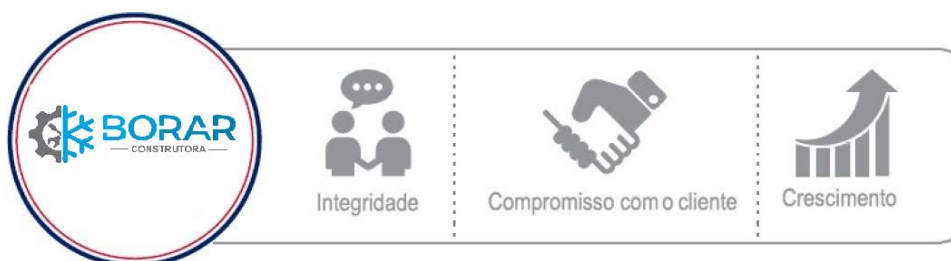 BORAR
CONSTRUTORA
Integridade
Compromisso com o cliente
Crescimento